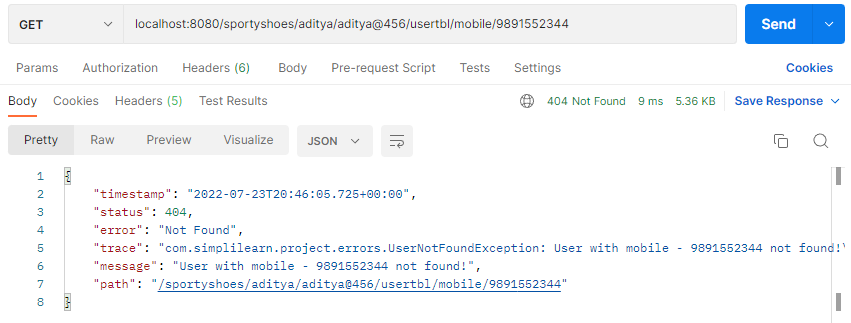 GET localhost:8080/sportyshoes/aditya/aditya@456/usertbl/mobile/9891552344 Send
Params Authorization Headers (6) Body Pre-request Script Tests Settings Cookies
Body Cookies Headers (5) Test Results 404 Not Found 9 ms 5.36 KB Save Response
Pretty Raw Preview Visualize JSON
1 {
2 "timestamp": "2022-07-23T20:46:05.725+00:00",
3 "status": 404,
4 "error": "Not Found",
5 "trace": "com.simplilearn.project.errors.UserNotFoundException: User with mobile - 9891552344 not found!\
6 "message": "User with mobile - 9891552344 not found!",
7 "path": "/sportyshoes/aditya/aditya@456/usertbl/mobile/9891552344"
8 }